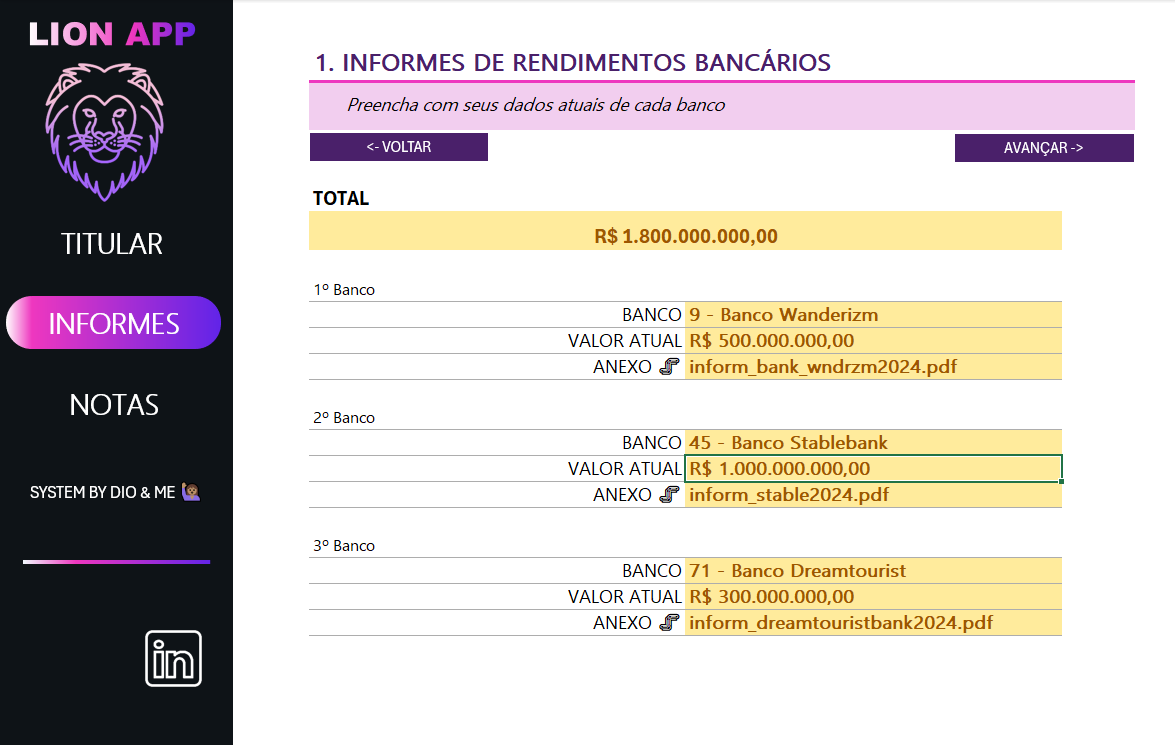 LION APP
TITULAR
INFORMES
NOTAS
SYSTEM BY DIO & ME
in
1. INFORMES DE RENDIMENTOS BANCÁRIOS
Preencha com seus dados atuais de cada banco
<- VOLTAR
AVANÇAR ->
TOTAL
R$ 1.800.000.000,00
1º Banco
BANCO 9 - Banco Wanderizm
VALOR ATUAL R$ 500.000.000,00
ANEXO inform_bank_wndrzm2024.pdf
2º Banco
BANCO 45 - Banco Stablebank
VALOR ATUAL R$ 1.000.000.000,00
ANEXO inform_stable2024.pdf
3º Banco
BANCO 71 - Banco Dreamtourist
VALOR ATUAL R$ 300.000.000,00
ANEXO inform_dreamtouristbank2024.pdf